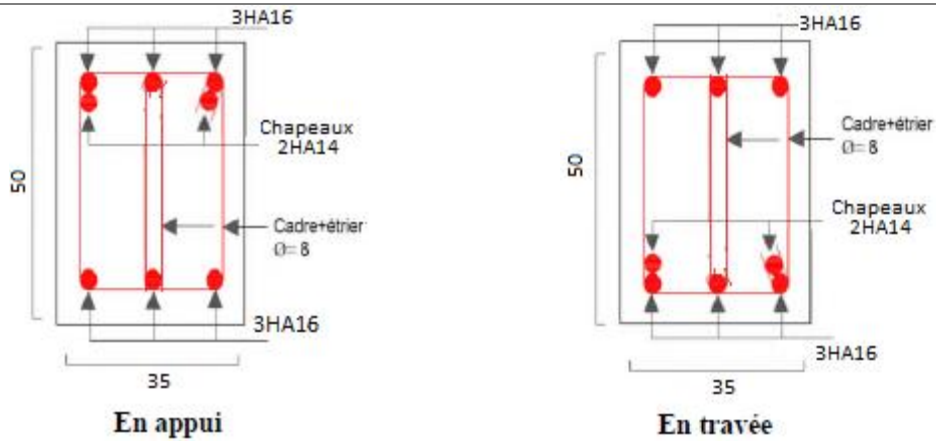 3HA16
Chapeaux
2HA14
50
Cadre+étrier
Ø= 8
3HA16
35
En appui
3HA16
Cadre+étrier
Ø= 8
50
Chapeaux
2HA14
3HA16
35
En travée